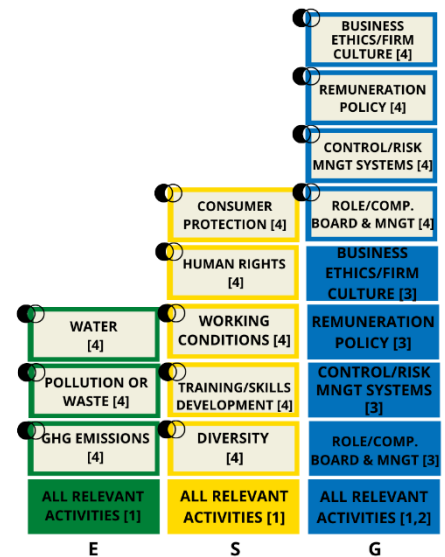 BUSINESS
ETHICS/FIRM
CULTURE [4]
REMUNERATION
POLICY [4]
CONTROL/RISK
MNGT SYSTEMS [4]
CONSUMER
PROTECTION [4]
ROLE/COMP.
BOARD & MNGT [4]
HUMAN RIGHTS
[4]
BUSINESS
ETHICS/FIRM
CULTURE [3]
WATER
[4]
WORKING
CONDITIONS [4]
REMUNERATION
POLICY [3]
POLLUTION OR
WASTE [4]
TRAINING/SKILLS
DEVELOPMENT [4]
CONTROL/RISK
MNGT SYSTEMS
[3]
GHG EMISSIONS
[4]
DIVERSITY
[4]
ROLE/COMP.
BOARD & MNGT [3]
ALL RELEVANT
ACTIVITIES [1]
ALL RELEVANT
ACTIVITIES [1]
ALL RELEVANT
ACTIVITIES [1,2]
E
S
G